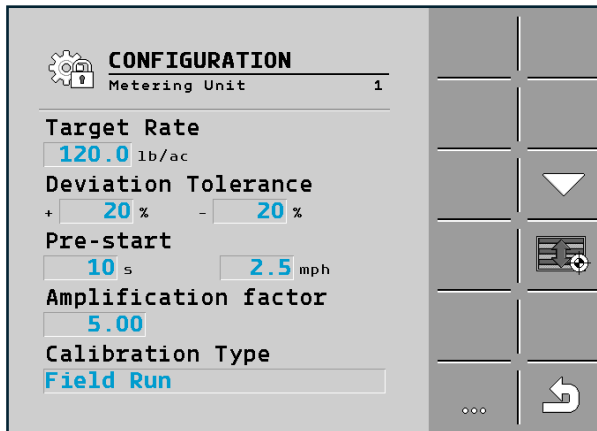 CONFIGURATION
Metering Unit 1
Target Rate
120.0 lb/ac
Deviation Tolerance
+ 20 % - 20 %
Pre-start
10 s 2.5 mph
Amplification factor
5.00
Calibration Type
Field Run